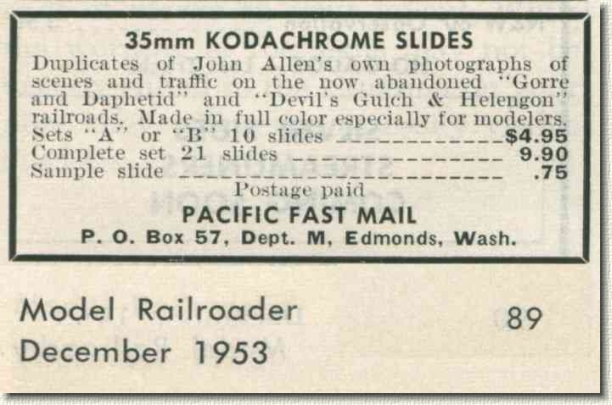 35mm KODACHROME SLIDES
Duplicates of John Allen's own photographs of
scenes and traffic on the now abandoned "Gorre
and Daphetid" and "Devil's Gulch & Helengon"
railroads. Made in full color especially for modelers.
Sets "A" or "B" 10 slides $4.95
Complete set 21 slides 9.90
Sample slide .75
Postage paid
PACIFIC FAST MAIL
P. O. Box 57, Dept. M, Edmonds, Wash.
Model Railroader 89
December 1953